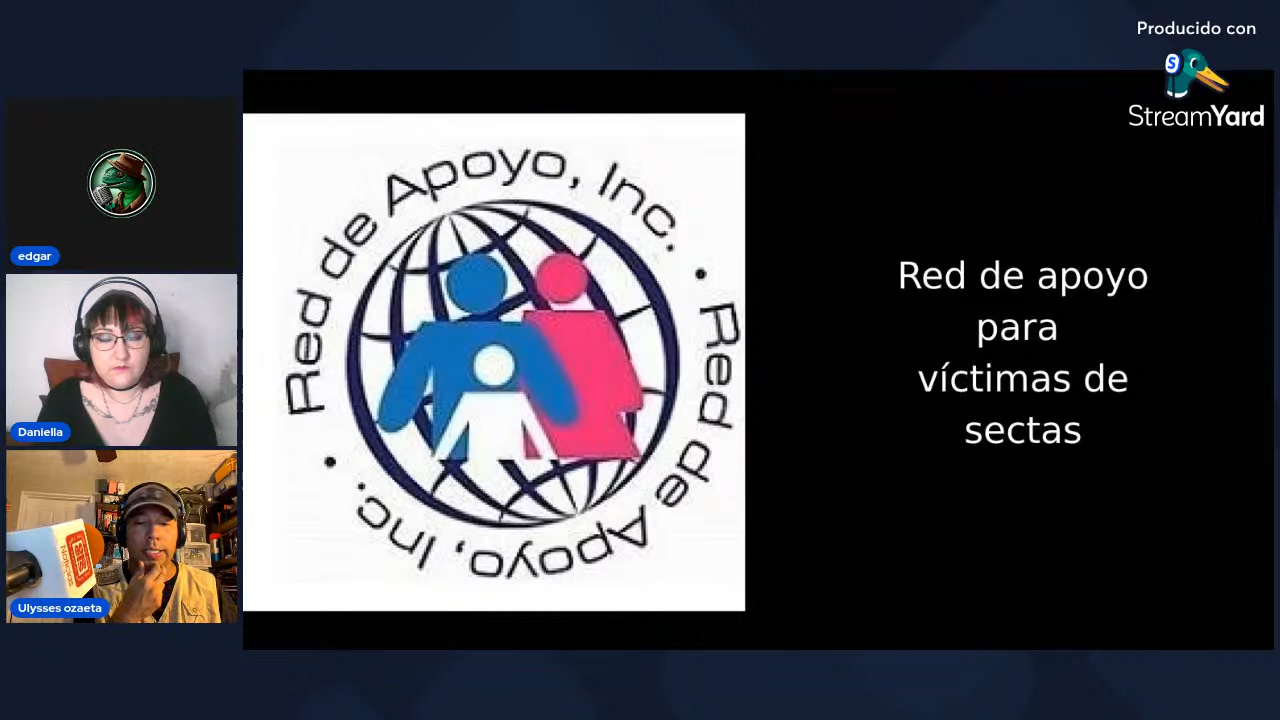 Producido con
StreamYard
edgar
Daniella
Ulysses ozaeta
Red de Apoyo, Inc. • Red de Apoyo, Inc. •
Red de apoyo
para
víctimas de
sectas